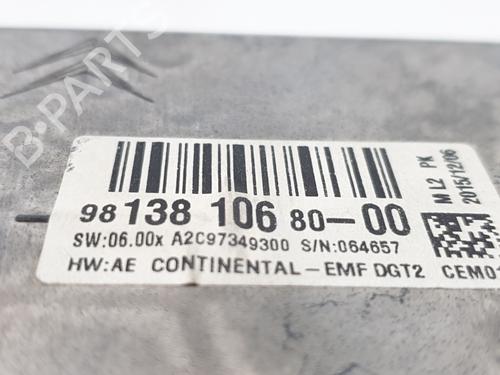 B-PARTS
98 138 106 80-00
SW:06.00x A2C97349300 S/N:064657
HW:AE CONTINENTAL-EMF DGT2 CEM01
M L2 PK
2015/12/06